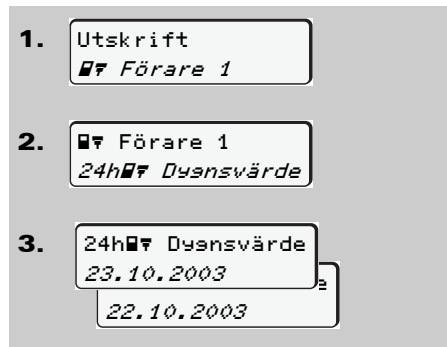 1.
Utskrift
Förare 1
2.
Förare 1
24h Dygnsvärde
3.
24h Dygnsvärde
23.10.2003
22.10.2003